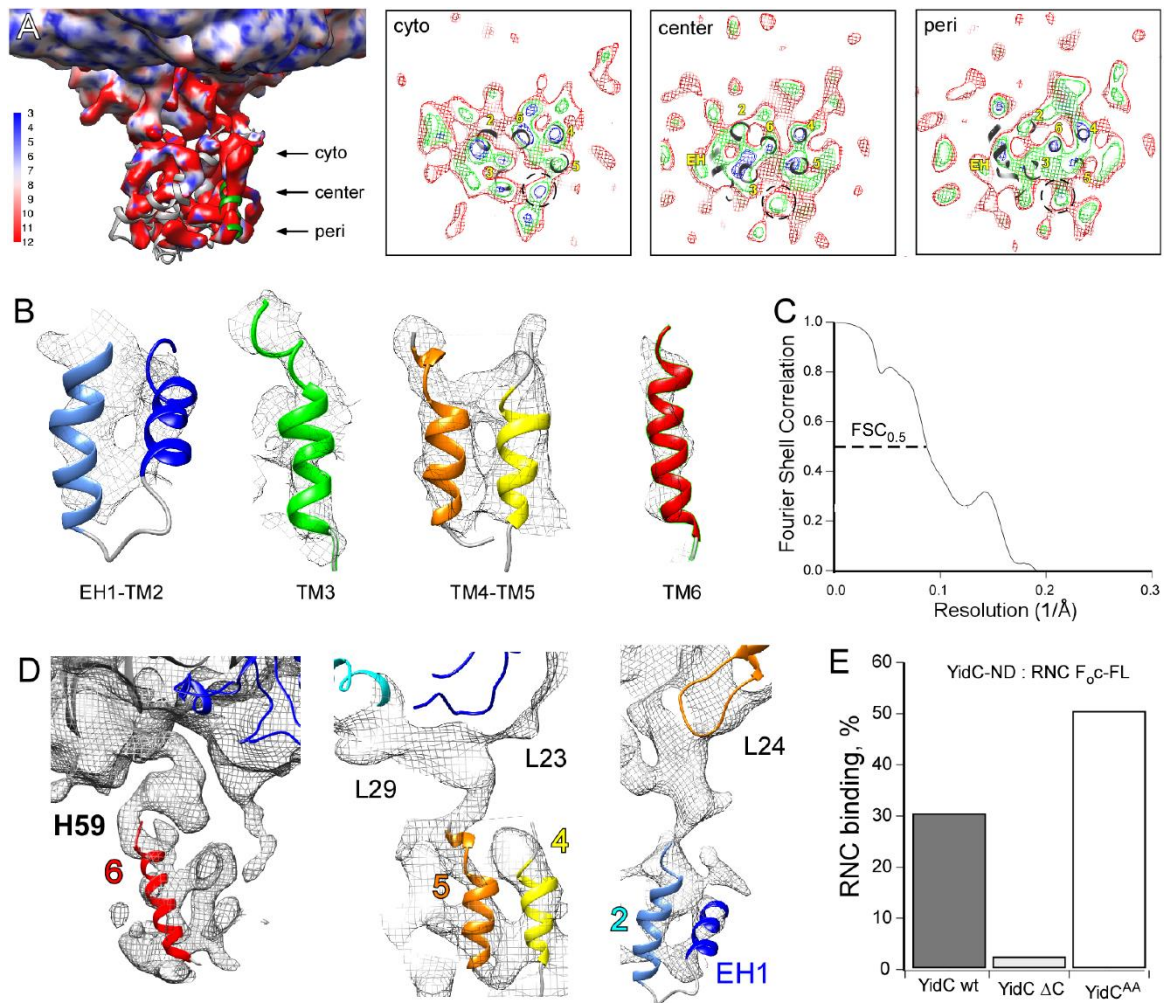 A
3
4
5
6
7
8
9
10
11
12
cyto
center
peri
cyto
2
6
4
3
5
center
2
6
4
EH
5
3
peri
2
6
4
EH
3
5
B
EH1-TM2
TM3
TM4-TM5
TM6
C
Fourier Shell Correlation
1.0
0.8
0.6
0.4
0.2
0.0
FSC0.5
0.0
0.1
0.2
0.3
Resolution (1/Å)
D
H59
6
L29
L23
5
4
L24
2
EH1
E
RNC binding, %
60
50
40
30
20
10
0
YidC-ND : RNC Foc-FL
YidC wt
YidC ΔC
YidCAA